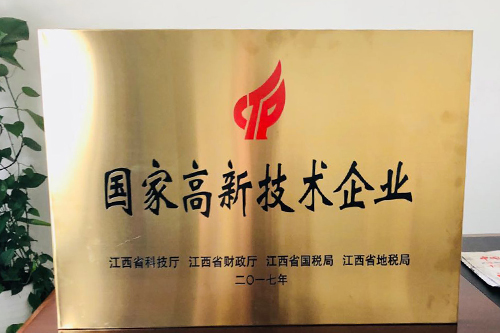 CTP
国家高新技术企业
江西省科技厅 江西省财政厅 江西省国税局 江西省地税局
二〇一七年